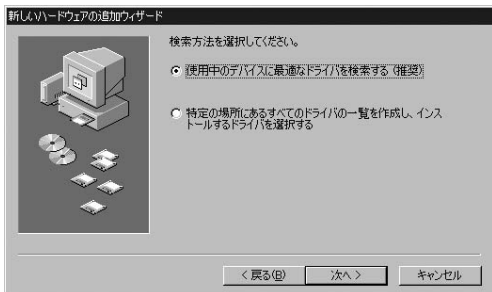 新しいハードウェアの追加ウィザード
検索方法を選択してください。
使用中のデバイスに最適なドライバを検索する (推奨)
特定の場所にあるすべてのドライバの一覧を作成し、インス
トールするドライバを選択する
< 戻る(B)
次へ >
キャンセル